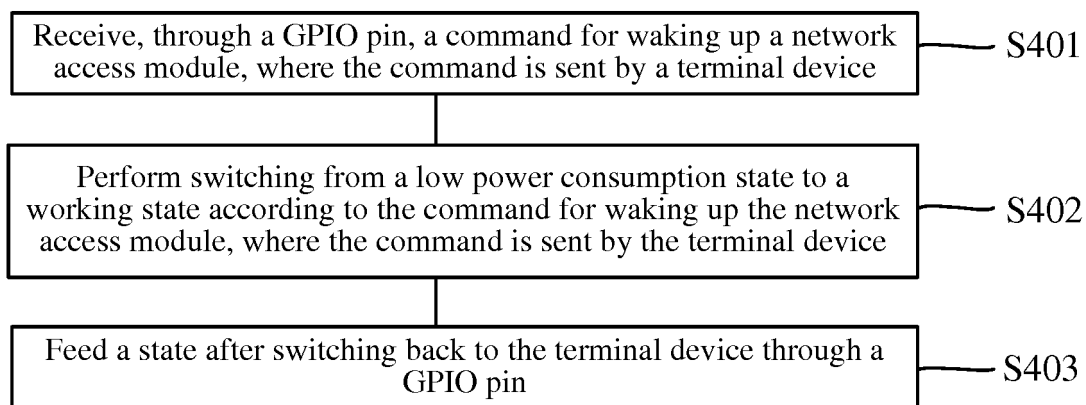 Receive, through a GPIO pin, a command for waking up a network
access module, where the command is sent by a terminal device
S401
Perform switching from a low power consumption state to a
working state according to the command for waking up the network
access module, where the command is sent by the terminal device
S402
Feed a state after switching back to the terminal device through a
GPIO pin
S403